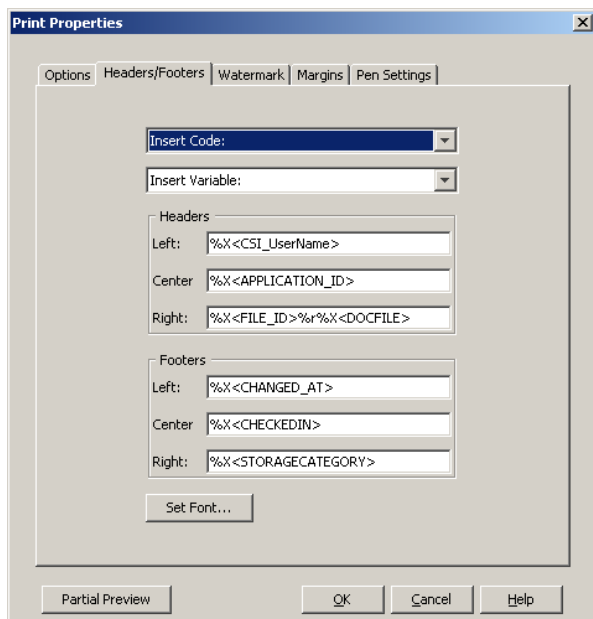 Print Properties
Options Headers/Footers Watermark Margins Pen Settings
Insert Code:
Insert Variable:
Headers
Left: %X<CSI_UserName>
Center %X<APPLICATION_ID>
Right: %X<FILE_ID>%r%X<DOCFILE>
Footers
Left: %X<CHANGED_AT>
Center %X<CHECKEDIN>
Right: %X<STORAGECATEGORY>
Set Font...
Partial Preview OK Cancel Help